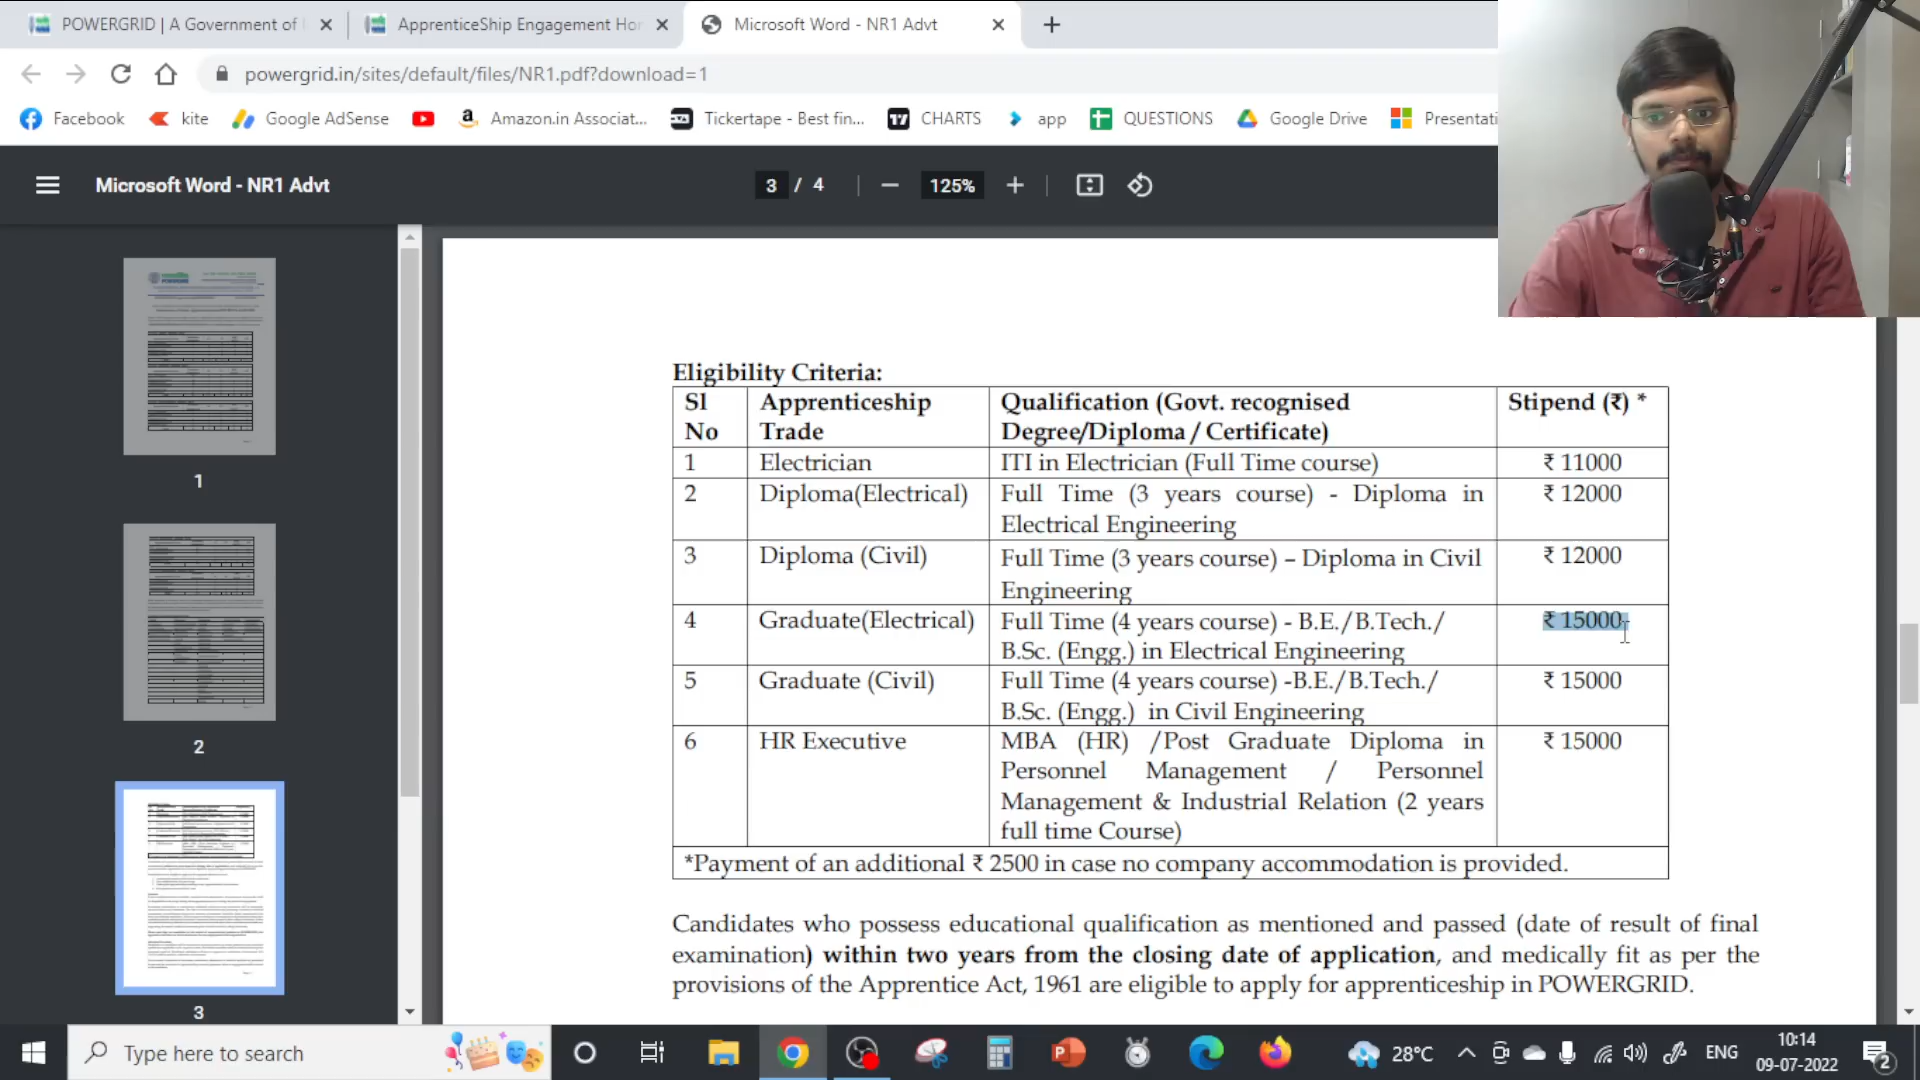 POWERGRID | A Government of
ApprenticeShip Engagement Ho
Microsoft Word - NR1 Advt
powergrid.in/sites/default/files/NR1.pdf?download=1
Facebook
kite
Google AdSense
Amazon.in Associat...
Tickertape - Best fin...
CHARTS
app
QUESTIONS
Google Drive
Presentati
Microsoft Word - NR1 Advt
3 / 4
125%
1
2
3
Eligibility Criteria:
Sl No
Apprenticeship Trade
Qualification (Govt. recognised Degree/Diploma / Certificate)
Stipend (₹) *
1
Electrician
ITI in Electrician (Full Time course)
₹ 11000
2
Diploma(Electrical)
Full Time (3 years course) - Diploma in
Electrical Engineering
₹ 12000
3
Diploma (Civil)
Full Time (3 years course) – Diploma in Civil
Engineering
₹ 12000
4
Graduate(Electrical)
Full Time (4 years course) - B.E./B.Tech./
B.Sc. (Engg.) in Electrical Engineering
₹ 15000
5
Graduate (Civil)
Full Time (4 years course) -B.E./B.Tech./
B.Sc. (Engg.) in Civil Engineering
₹ 15000
6
HR Executive
MBA (HR) /Post Graduate Diploma in
Personnel Management / Personnel
Management & Industrial Relation (2 years
full time Course)
₹ 15000
*Payment of an additional ₹ 2500 in case no company accommodation is provided.
Candidates who possess educational qualification as mentioned and passed (date of result of final
examination) within two years from the closing date of application, and medically fit as per the
provisions of the Apprentice Act, 1961 are eligible to apply for apprenticeship in POWERGRID.
Type here to search
28°C
ENG
10:14
09-07-2022
2